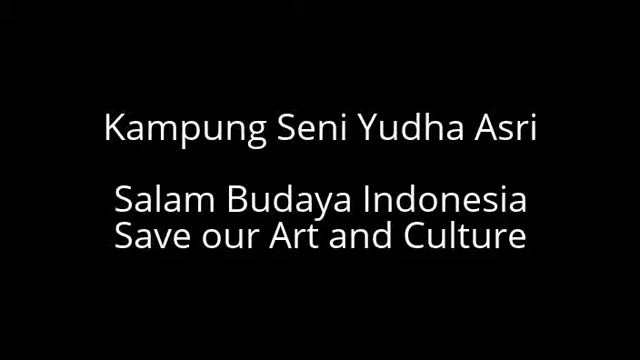 Kampung Seni Yudha Asri
Salam Budaya Indonesia
Save our Art and Culture